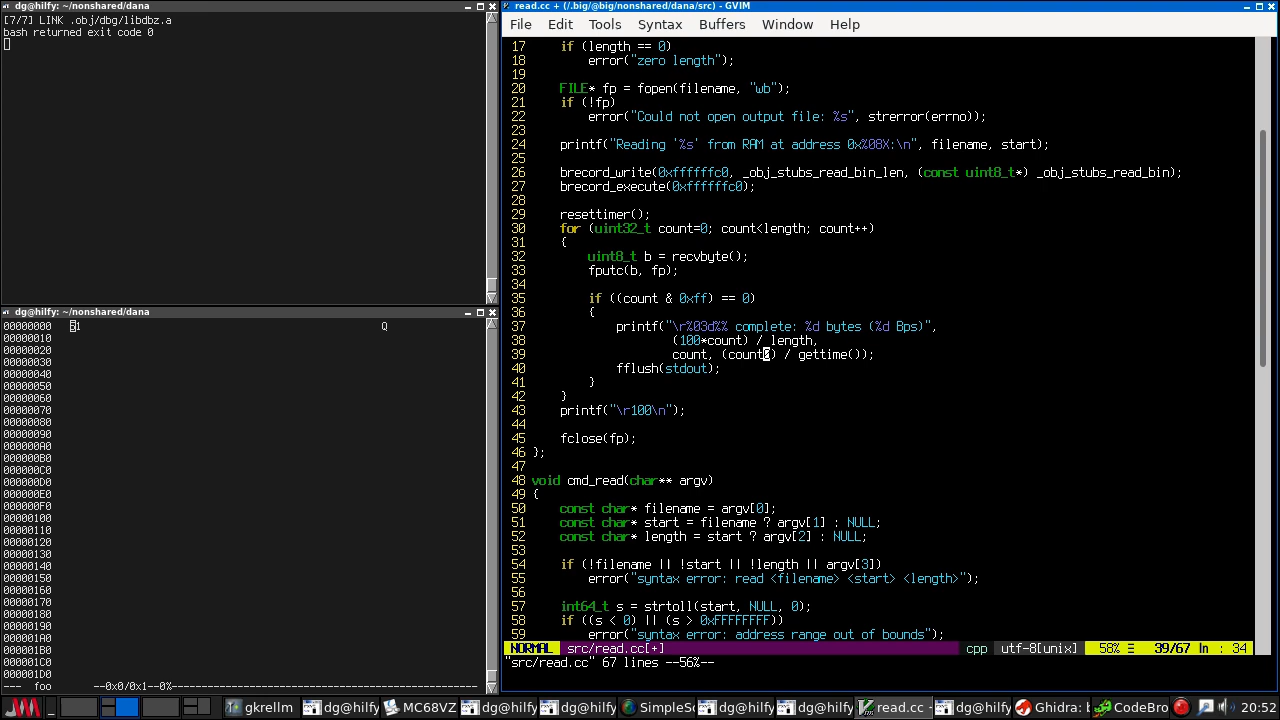 dg@hilfy: ~/nonshared/dana
[7/7] LINK .obj/dbg/libdbz.a
bash returned exit code 0
dg@hilfy: ~/nonshared/dana
00000000 51 Q
00000010
00000020
00000030
00000040
00000050
00000060
00000070
00000080
00000090
000000A0
000000B0
000000C0
000000D0
000000E0
000000F0
00000100
00000110
00000120
00000130
00000140
00000150
00000160
00000170
00000180
00000190
000001A0
000001B0
000001C0
000001D0
---- foo --0x0/0x1--0%--------
read.cc + (/.big/@big/nonshared/dana/src) - GVIM
File Edit Tools Syntax Buffers Window Help
17 if (length == 0)
18 error("zero length");
19
20 FILE* fp = fopen(filename, "wb");
21 if (!fp)
22 error("Could not open output file: %s", strerror(errno));
23
24 printf("Reading '%s' from RAM at address 0x%08X:\n", filename, start);
25
26 brecord_write(0xffffffc0, _obj_stubs_read_bin_len, (const uint8_t*) _obj_stubs_read_bin);
27 brecord_execute(0xffffffc0);
28
29 resettimer();
30 for (uint32_t count=0; count<length; count++)
31 {
32 uint8_t b = recvbyte();
33 fputc(b, fp);
34
35 if ((count & 0xff) == 0)
36 {
37 printf("\r%03d%% complete: %d bytes (%d Bps)",
38 (100*count) / length,
39 count, (count0) / gettime());
40 fflush(stdout);
41 }
42 }
43 printf("\r100\n");
44
45 fclose(fp);
46 };
47
48 void cmd_read(char** argv)
49 {
50 const char* filename = argv[0];
51 const char* start = filename ? argv[1] : NULL;
52 const char* length = start ? argv[2] : NULL;
53
54 if (!filename || !start || !length || argv[3])
55 error("syntax error: read <filename> <start> <length>");
56
57 int64_t s = strtoll(start, NULL, 0);
58 if ((s < 0) || (s > 0xFFFFFFFF))
59 error("syntax error: address range out of bounds");
NORMAL src/read.cc[+] cpp utf-8[unix] 58% ☰ 39/67 ln : 34
"src/read.cc" 67 lines --56%--
gkrellm dg@hilfy MC68VZ dg@hilfy dg@hilfy SimpleS dg@hilfy dg@hilfy read.cc - dg@hilfy Ghidra: b CodeBro 20:52